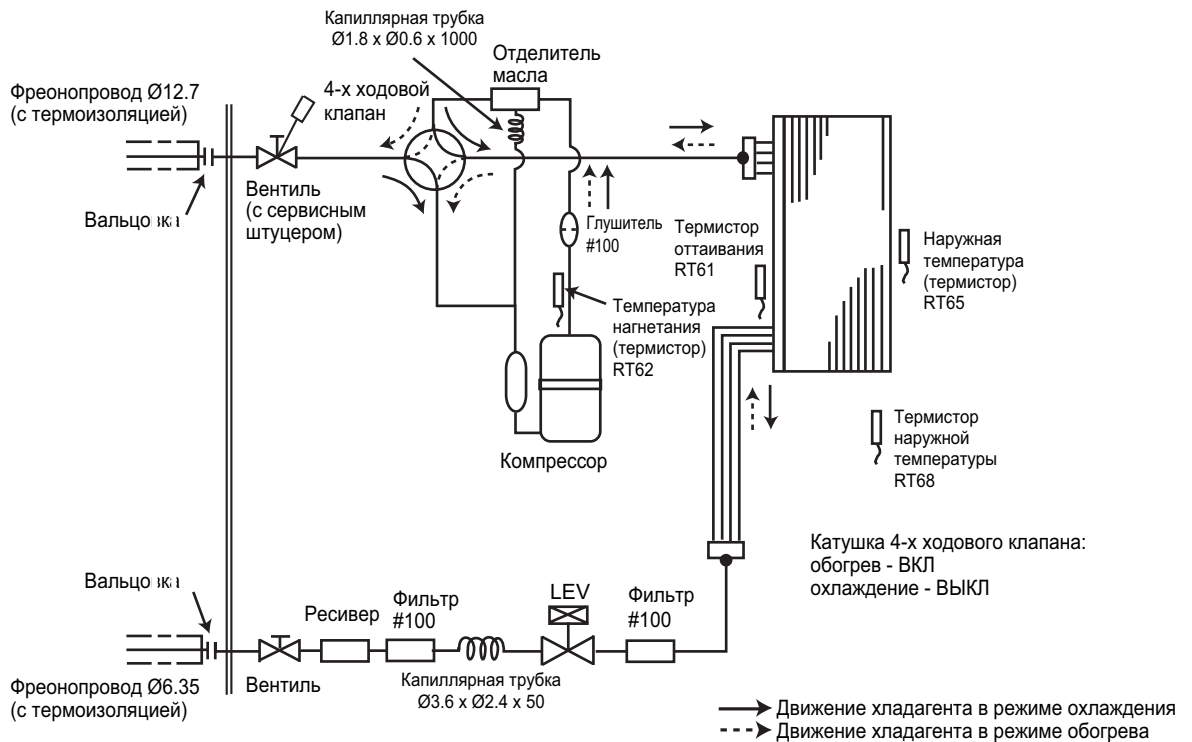 Капиллярная трубка
Ø1.8 x Ø0.6 x 1000
Отделитель
масла
Фреонопровод Ø12.7
(с термоизоляцией)
4-х ходовой
клапан
Вентиль
(с сервисным
штуцером)
Глушитель
#100
Термистор
оттаивания
RT61
Наружная
температура
(термистор)
RT65
Температура
нагнетания
(термистор)
RT62
Компрессор
Термистор
наружной
температуры
RT68
Катушка 4-х ходового клапана:
обогрев - ВКЛ
охлаждение - ВЫКЛ
Ресивер
Фильтр
#100
LEV
Фильтр
#100
Фреонопровод Ø6.35
(с термоизоляцией)
Вентиль
Капиллярная трубка
Ø3.6 x Ø2.4 x 50
Движение хладагента в режиме охлаждения
Движение хладагента в режиме обогрева